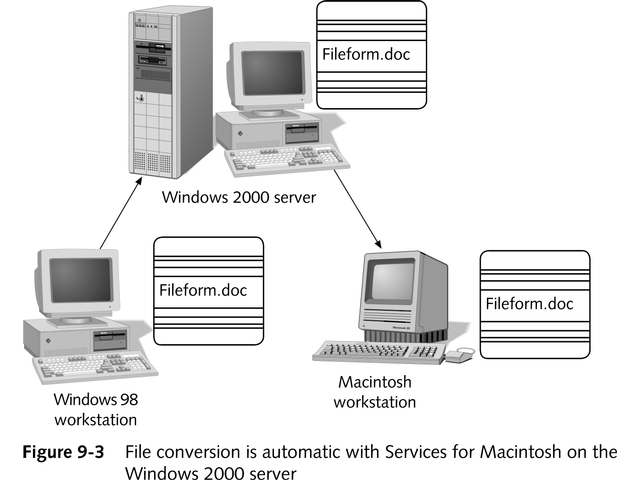 Fileform.doc
Windows 2000 server
Fileform.doc
Fileform.doc
Windows 98
workstation
Macintosh
workstation
Figure 9-3 File conversion is automatic with Services for Macintosh on the
Windows 2000 server